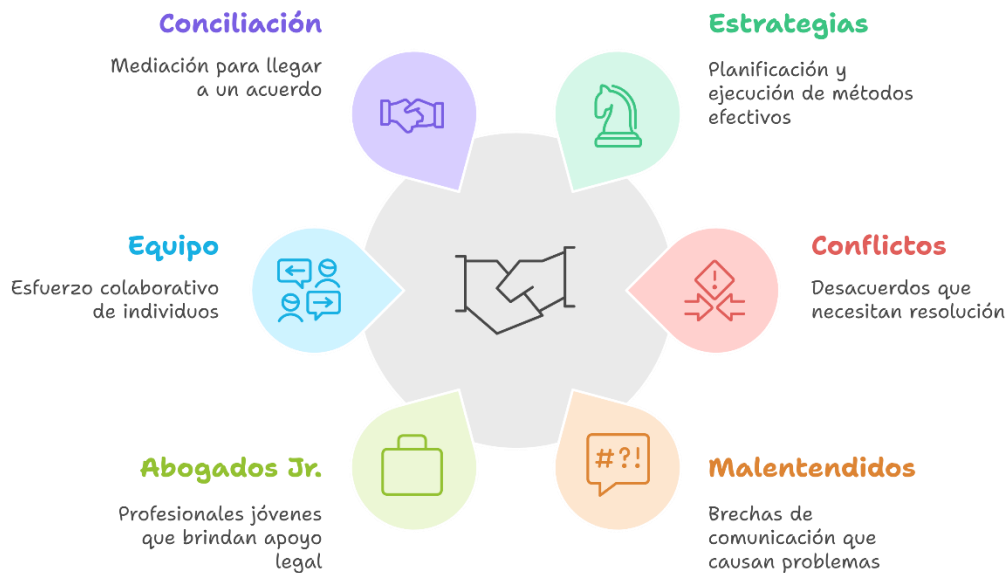 Conciliación
Mediación para llegar
a un acuerdo
Estrategias
Planificación y
ejecución de métodos
efectivos
Equipo
Esfuerzo colaborativo
de individuos
Conflictos
Desacuerdos que
necesitan resolución
Abogados Jr.
Profesionales jóvenes
que brindan apoyo
legal
#?!
Malentendidos
Brechas de
comunicación que
causan problemas